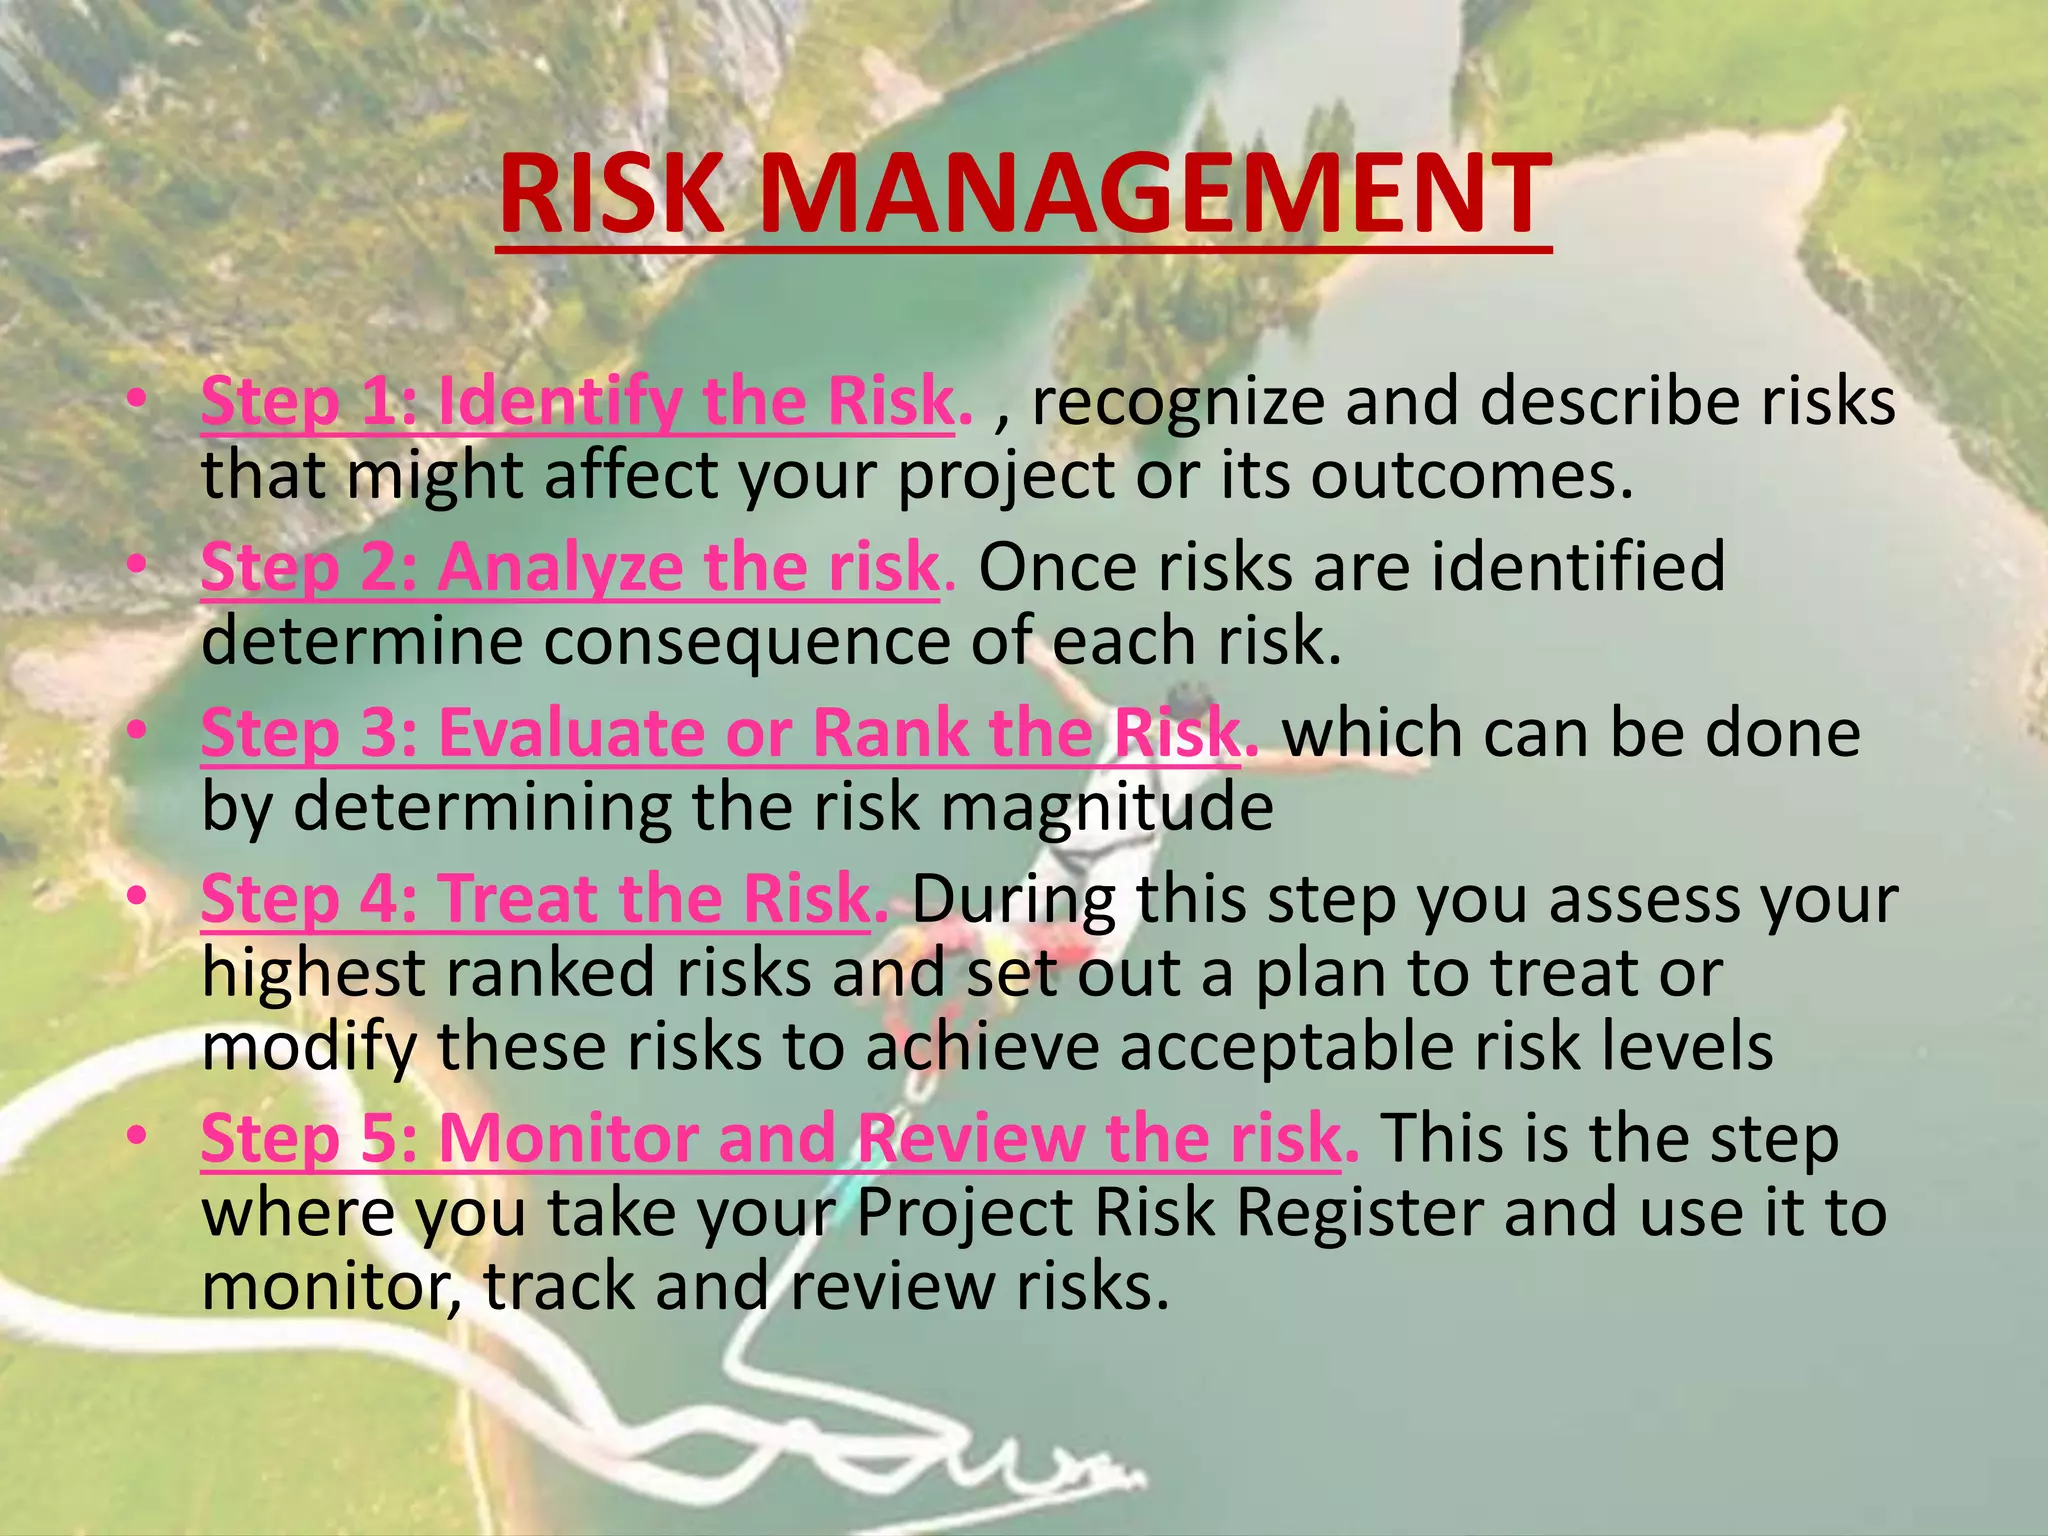 RISK MANAGEMENT
• Step 1: Identify the Risk. , recognize and describe risks
that might affect your project or its outcomes.
• Step 2: Analyze the risk. Once risks are identified
determine consequence of each risk.
• Step 3: Evaluate or Rank the Risk. which can be done
by determining the risk magnitude
• Step 4: Treat the Risk. During this step you assess your
highest ranked risks and set out a plan to treat or
modify these risks to achieve acceptable risk levels
• Step 5: Monitor and Review the risk. This is the step
where you take your Project Risk Register and use it to
monitor, track and review risks.